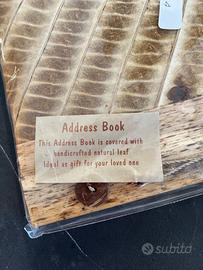 Address Book
This Address Book is covered with
handicrafted natural leaf
Ideal as gift for your loved one
subito